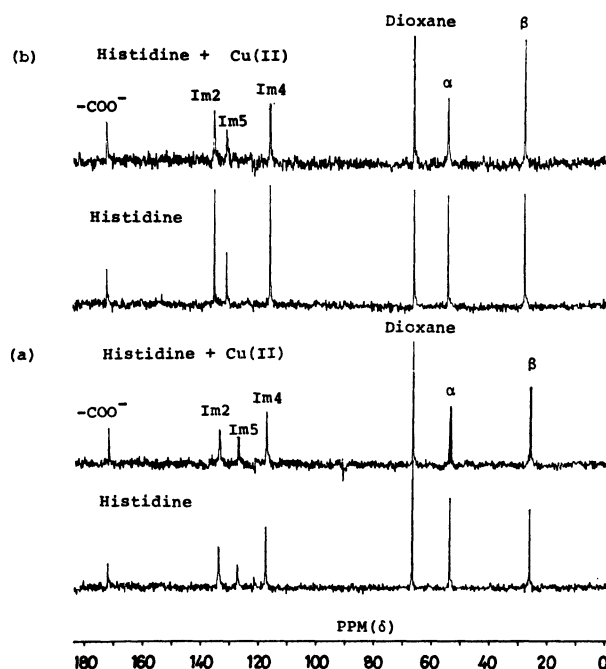 Dioxane
(b) Histidine + Cu(II)
β
α
-COO⁻
Im2
Im5
Im4
Histidine
Dioxane
(a) Histidine + Cu(II)
β
α
-COO⁻
Im2
Im5
Im4
Histidine
PPM(δ)
180 160 140 120 100 80 60 40 20 0